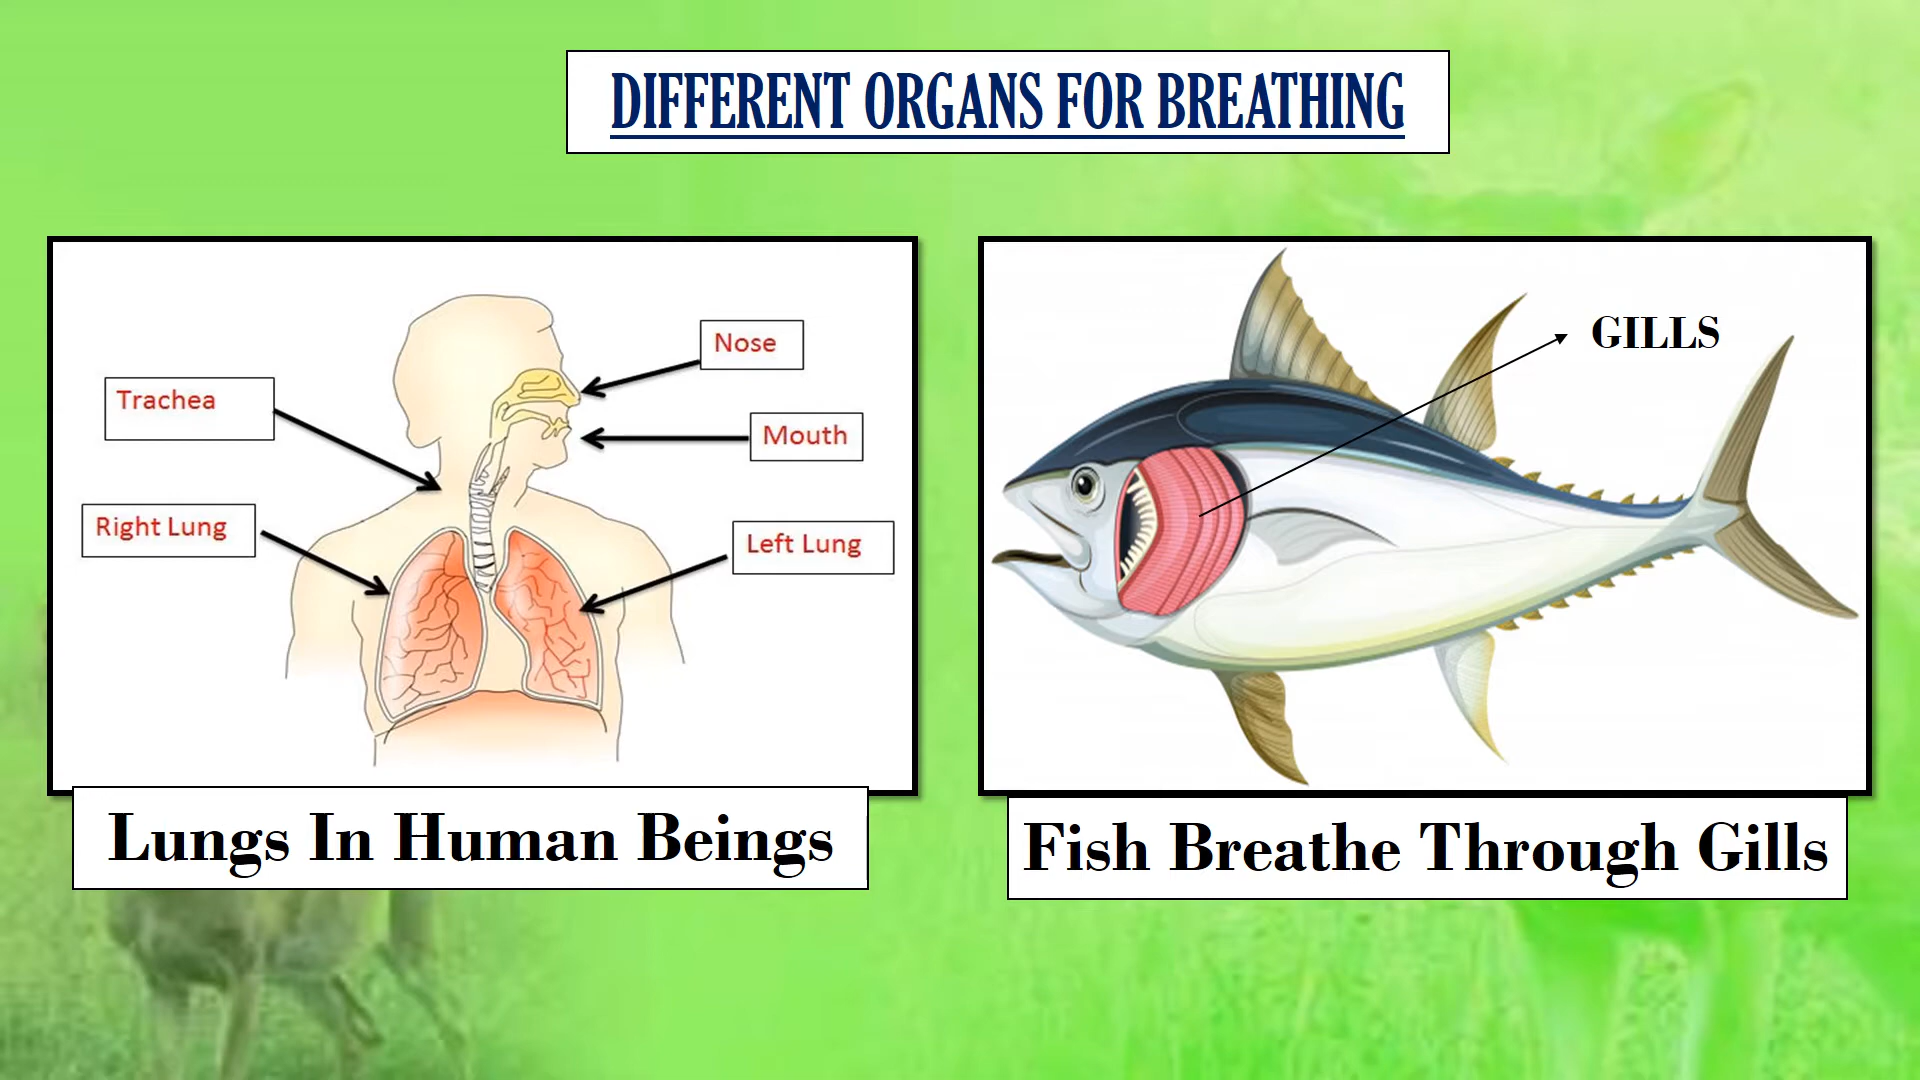 DIFFERENT ORGANS FOR BREATHING
Nose
Trachea
Mouth
Right Lung
Left Lung
GILLS
Lungs In Human Beings
Fish Breathe Through Gills